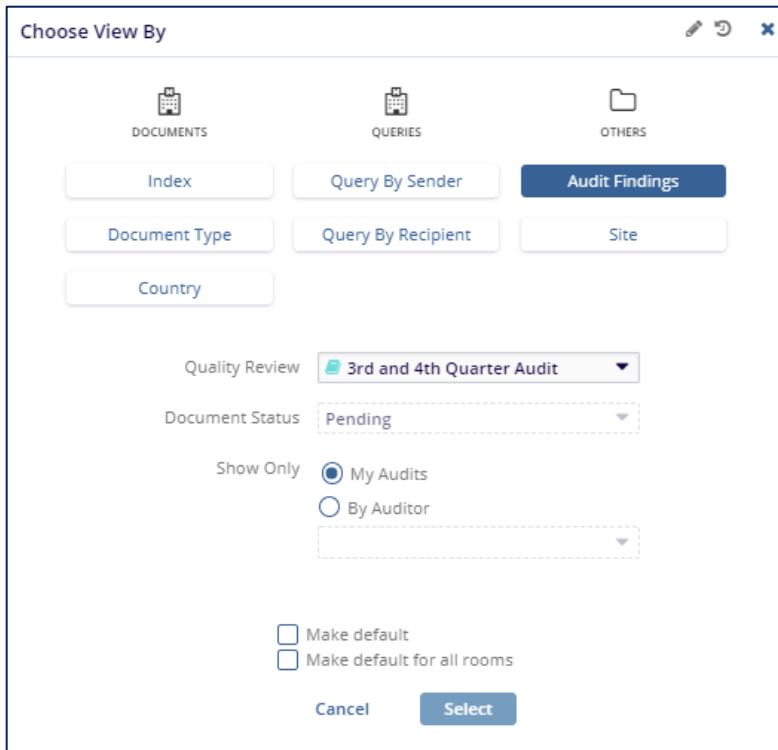 Choose View By
DOCUMENTS QUERIES OTHERS
Index Query By Sender Audit Findings
Document Type Query By Recipient Site
Country
Quality Review 3rd and 4th Quarter Audit
Document Status Pending
Show Only My Audits
By Auditor
Make default
Make default for all rooms
Cancel Select